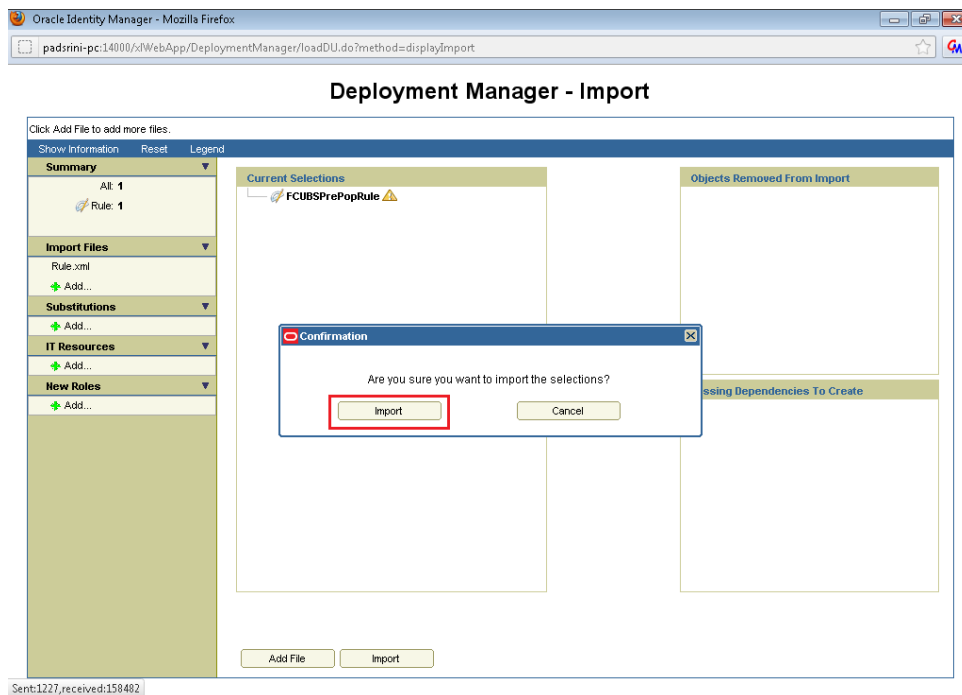 Oracle Identity Manager - Mozilla Firefox
padsrini-pc:14000/xlWebApp/DeploymentManager/loadDU.do?method=displayImport
Deployment Manager - Import
Click Add File to add more files.
Show Information Reset Legend
Summary
All: 1
Rule: 1
Import Files
Rule.xml
Add...
Substitutions
Add...
IT Resources
Add...
New Roles
Add...
Current Selections
FCUBSPrePopRule
Objects Removed From Import
Confirmation
Are you sure you want to import the selections?
Import Cancel
ssing Dependencies To Create
Add File Import
Sent:1227,received:158482